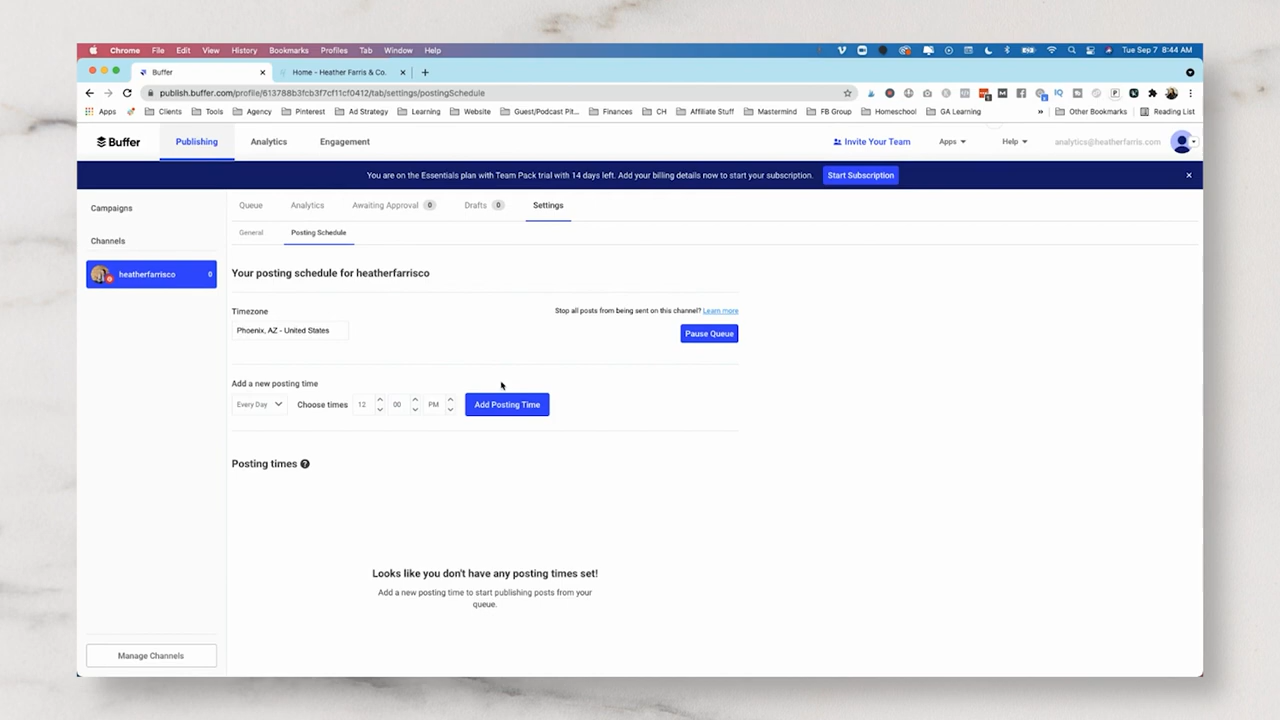 Chrome File Edit View History Bookmarks Profiles Tab Window Help Tue Sep 7 8:44 AM
Buffer Home - Heather Farris & Co.
publish.buffer.com/profile/613788b3fcb3f7cf11cf0412/tab/settings/postingSchedule
Apps Clients Tools Agency Pinterest Ad Strategy Learning Website Guest/Podcast Pit... Finances CH Affiliate Stuff Mastermind FB Group Homeschool GA Learning » Other Bookmarks Reading List
Buffer Publishing Analytics Engagement Invite Your Team Apps Help analytics@heatherfarris.com
You are on the Essentials plan with Team Pack trial with 14 days left. Add your billing details now to start your subscription. Start Subscription
Campaigns
Channels
heatherfarrisco 0
Manage Channels
Queue Analytics Awaiting Approval 0 Drafts 0 Settings
General Posting Schedule
Your posting schedule for heatherfarrisco
Timezone
Phoenix, AZ - United States
Stop all posts from being sent on this channel? Learn more
Pause Queue
Add a new posting time
Every Day Choose times 12 00 PM Add Posting Time
Posting times ?
Looks like you don't have any posting times set!
Add a new posting time to start publishing posts from your
queue.